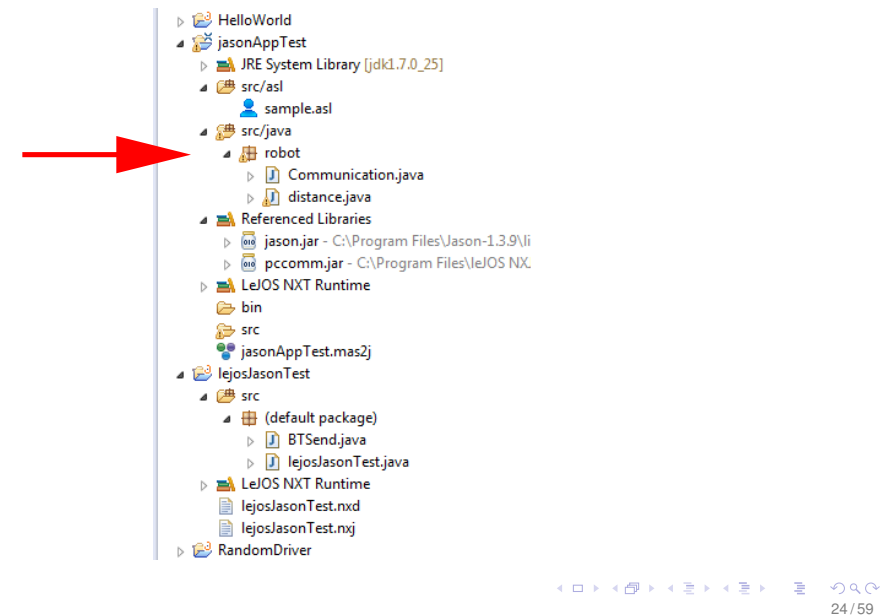 HelloWorld
jasonAppTest
JRE System Library [jdk1.7.0_25]
src/asl
sample.asl
src/java
robot
Communication.java
distance.java
Referenced Libraries
jason.jar - C:\Program Files\Jason-1.3.9\li
pccomm.jar - C:\Program Files\leJOS NX.
LeJOS NXT Runtime
bin
src
jasonAppTest.mas2j
lejosJasonTest
src
(default package)
BTSend.java
lejosJasonTest.java
LeJOS NXT Runtime
lejosJasonTest.nxd
lejosJasonTest.nxj
RandomDriver
24/59